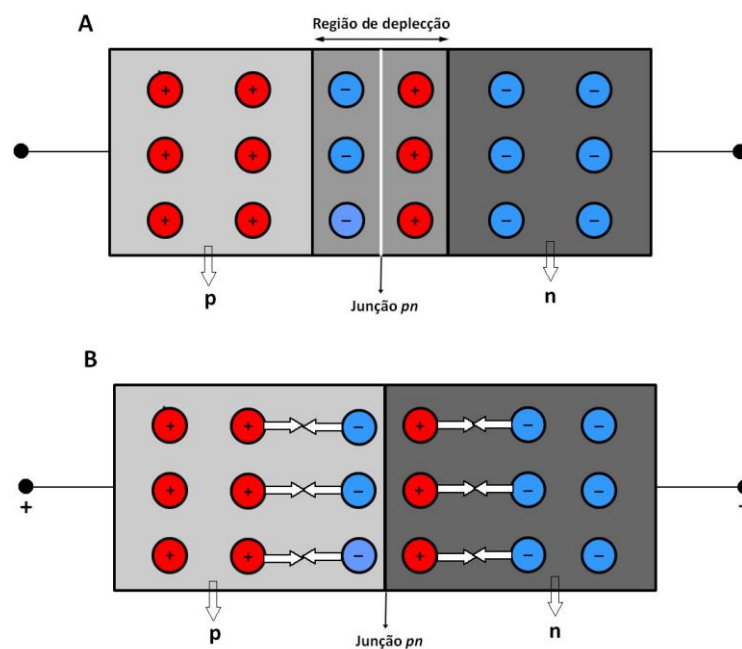 A
Região de deplecção
+ + − + − −
+ + − + − −
+ + − + − −
p
n
Junção pn
B
+ + − + − −
+ + − + − −
+ + − + − −
+
−
p
n
Junção pn